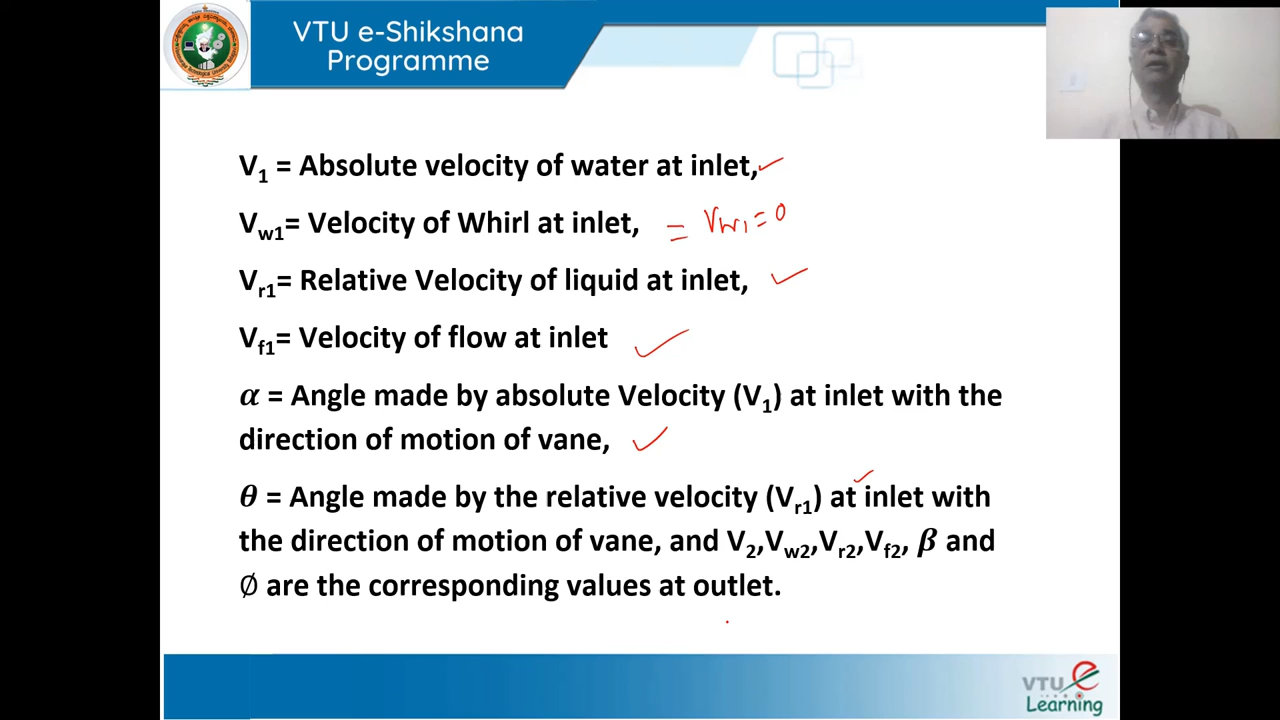 VTU e-Shikshana
Programme
V1 = Absolute velocity of water at inlet,
Vw1= Velocity of Whirl at inlet, = Vw1 = 0
Vr1= Relative Velocity of liquid at inlet,
Vf1= Velocity of flow at inlet
α = Angle made by absolute Velocity (V1) at inlet with the
direction of motion of vane,
θ = Angle made by the relative velocity (Vr1) at inlet with
the direction of motion of vane, and V2,Vw2,Vr2,Vf2, β and
∅ are the corresponding values at outlet.
VTU e
Learning